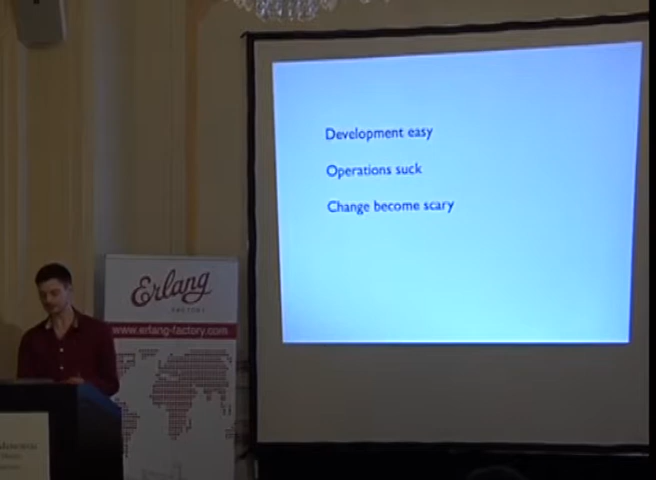 Development easy
Operations suck
Change become scary
Erlang
FACTORY
www.erlang-factory.com